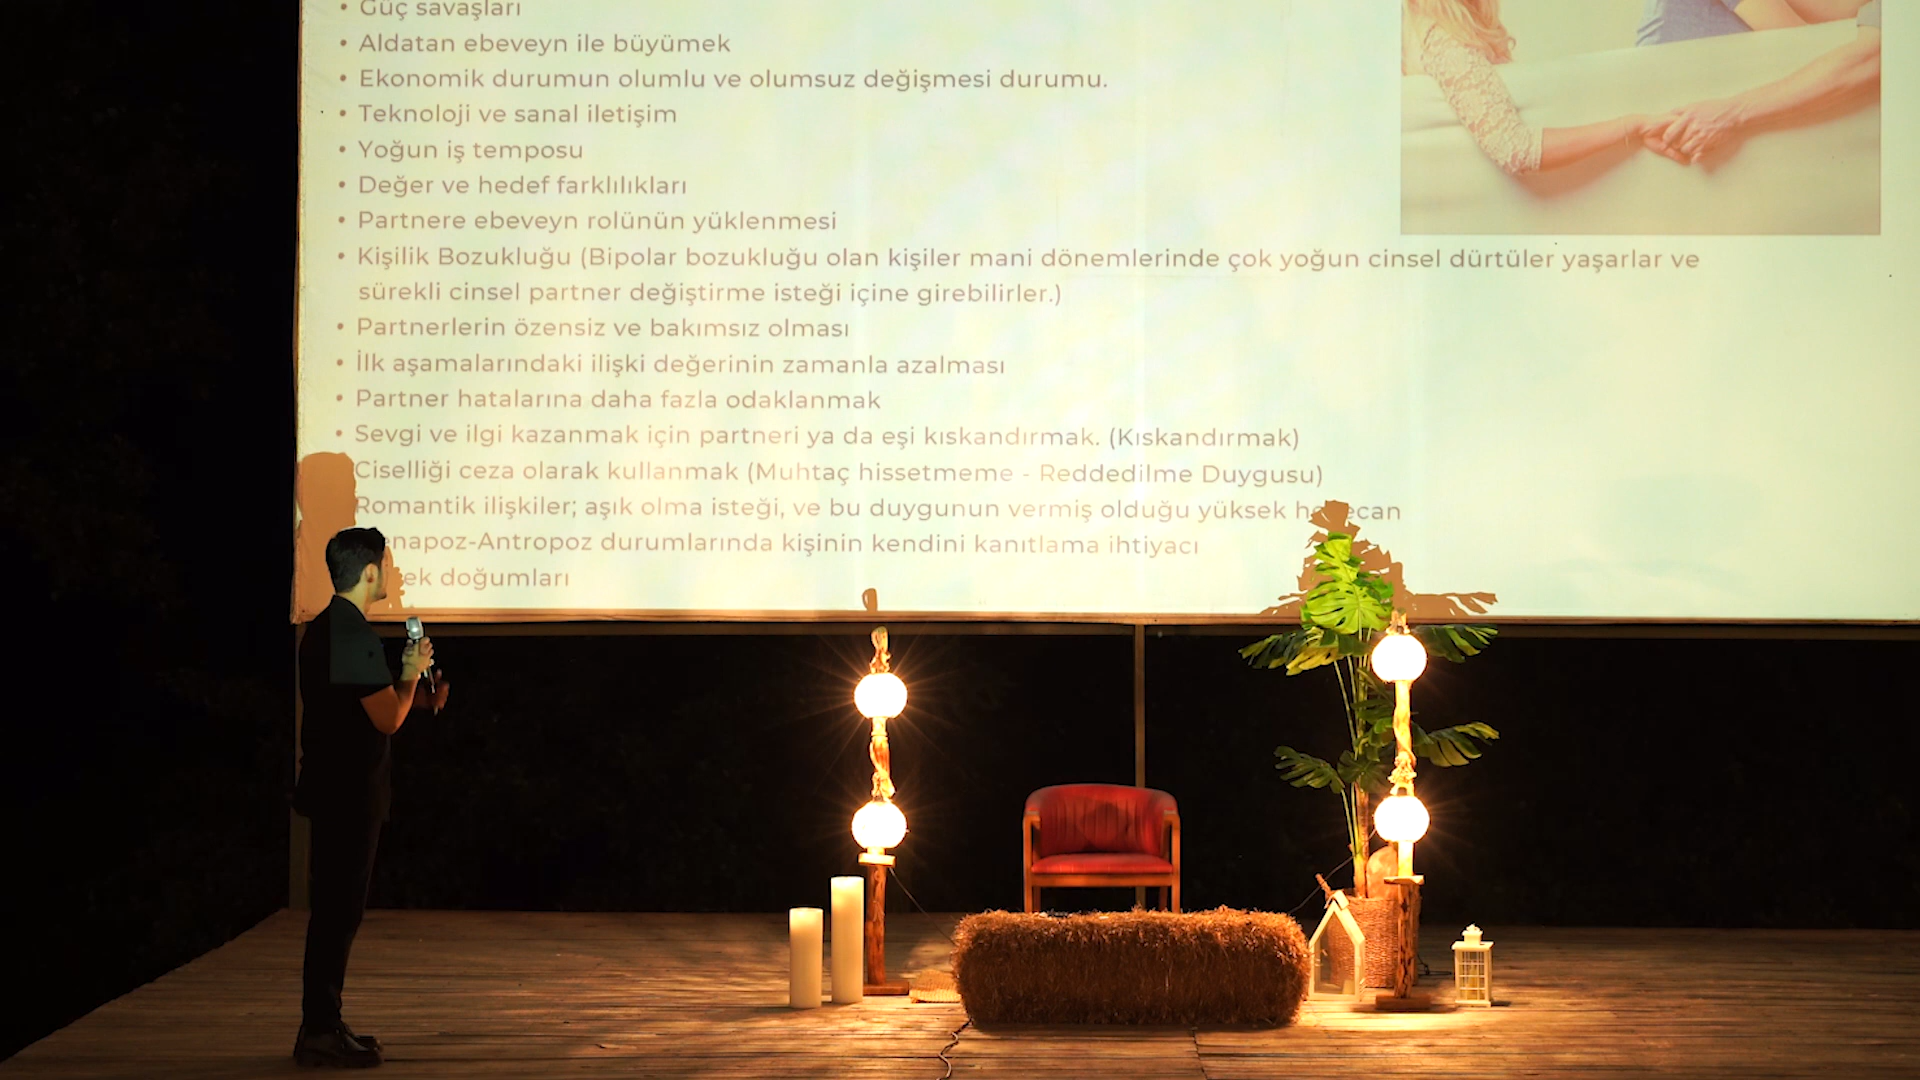 • Güç savaşları
• Aldatan ebeveyn ile büyümek
• Ekonomik durumun olumlu ve olumsuz değişmesi durumu.
• Teknoloji ve sanal iletişim
• Yoğun iş temposu
• Değer ve hedef farklılıkları
• Partnere ebeveyn rolünün yüklenmesi
• Kişilik Bozukluğu (Bipolar bozukluğu olan kişiler mani dönemlerinde çok yoğun cinsel dürtüler yaşarlar ve
sürekli cinsel partner değiştirme isteği içine girebilirler.)
• Partnerlerin özensiz ve bakımsız olması
• İlk aşamalarındaki ilişki değerinin zamanla azalması
• Partner hatalarına daha fazla odaklanmak
• Sevgi ve ilgi kazanmak için partneri ya da eşi kıskandırmak. (Kıskandırmak)
Ciselliği ceza olarak kullanmak (Muhtaç hissetmeme - Reddedilme Duygusu)
Romantik ilişkiler; aşık olma isteği, ve bu duygunun vermiş olduğu yüksek
durumlarında kişinin kendini kanıtlama ihtiyacı
doğumları